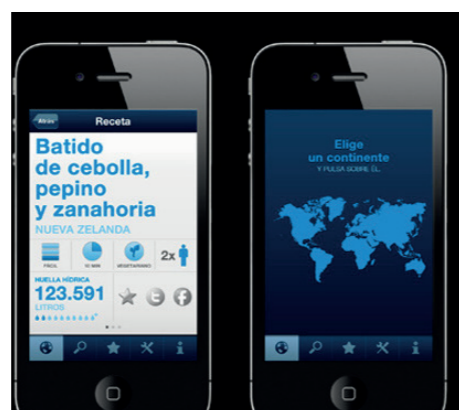 Atrás
Receta
Batido
de cebolla,
pepino
y zanahoria
NUEVA ZELANDA
FÁCIL
10 MIN
VEGETARIANO
2x
HUELLA HÍDRICA
123.591
LITROS
Elige
un continente
Y PULSA SOBRE ÉL.